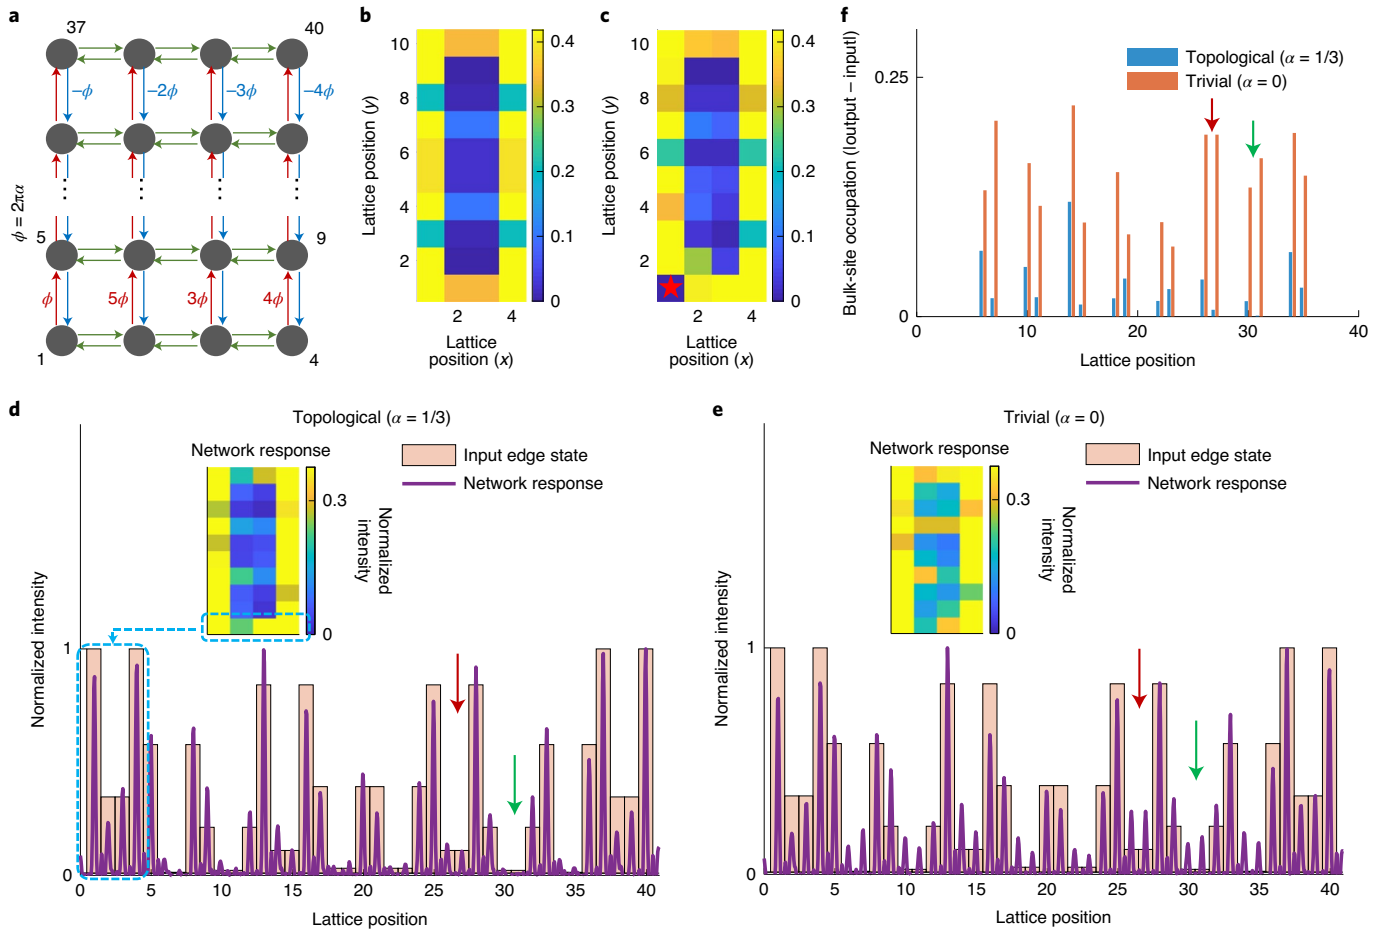 a
37
40
−ϕ
−2ϕ
−3ϕ
−4ϕ
ϕ = 2πα
5
9
ϕ
5ϕ
3ϕ
4ϕ
1
4
b
Lattice position (y)
10
8
6
4
2
2
4
Lattice
position (x)
0.4
0.3
0.2
0.1
0
c
Lattice position (y)
10
8
6
4
2
2
4
Lattice
position (x)
0.4
0.3
0.2
0.1
0
f
Bulk-site occupation (output – inputI)
0.25
0
Topological (α = 1/3)
Trivial (α = 0)
0
10
20
30
40
Lattice position
d
Topological (α = 1/3)
Network response
Input edge state
Network response
0.3
0
Normalized
intensity
Normalized intensity
1
0
0
5
10
15
20
25
30
35
40
Lattice position
e
Trivial (α = 0)
Network response
Input edge state
Network response
0.3
0
Normalized
intensity
Normalized intensity
1
0
0
5
10
15
20
25
30
35
40
Lattice position